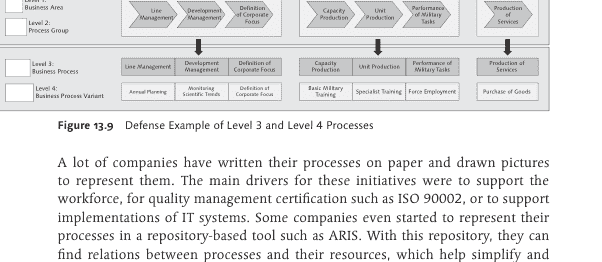 Level 1:
Business Area
Level 2:
Process Group
Line Management
Development Management
Definition of Corporate Focus
Capacity Production
Unit Production
Performance of Military Tasks
Production of Services
Level 3:
Business Process
Line Management
Development Management
Definition of Corporate Focus
Capacity Production
Unit Production
Performance of Military Tasks
Production of Services
Level 4:
Business Process Variant
Annual Planning
Monitoring Scientific Trends
Definition of Corporate Focus
Basic Military Training
Specialist Training
Force Employment
Purchase of Goods
Figure 13.9 Defense Example of Level 3 and Level 4 Processes
A lot of companies have written their processes on paper and drawn pictures
to represent them. The main drivers for these initiatives were to support the
workforce, for quality management certification such as ISO 90002, or to support
implementations of IT systems. Some companies even started to represent their
processes in a repository-based tool such as ARIS. With this repository, they can
find relations between processes and their resources, which help simplify and